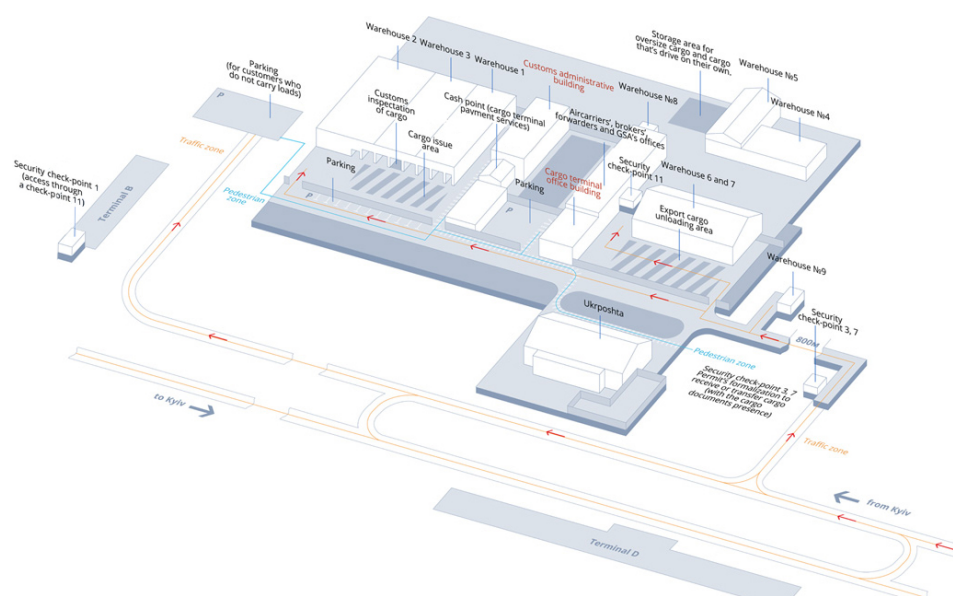 Warehouse 2
Warehouse 3
Warehouse 1
Customs administrative
building
Storage area for
oversize cargo and cargo
that's drive on their own.
Warehouse №5
Warehouse №8
Warehouse №4
Parking
(for customers who
do not carry loads)
P
Customs
inspection
of cargo
Cash point (cargo terminal
payment services)
Aircarriers', brokers',
forwarders and GSA's offices
Cargo issue
area
Traffic zone
Security check-point 1
(access through
a check-point 11)
Terminal B
Parking
P
Pedestrian
zone
Parking
P
Cargo terminal
office building
Security
check-point 11
Warehouse 6 and 7
Export cargo
unloading area
Warehouse №9
Ukrposhta
Security
check-point 3, 7
800м
Pedestrian zone
Security check-point 3, 7
Permit's formalization to
receive or transfer cargo
(with the cargo
documents presence)
to Kyiv
Traffic zone
from Kyiv
Terminal D